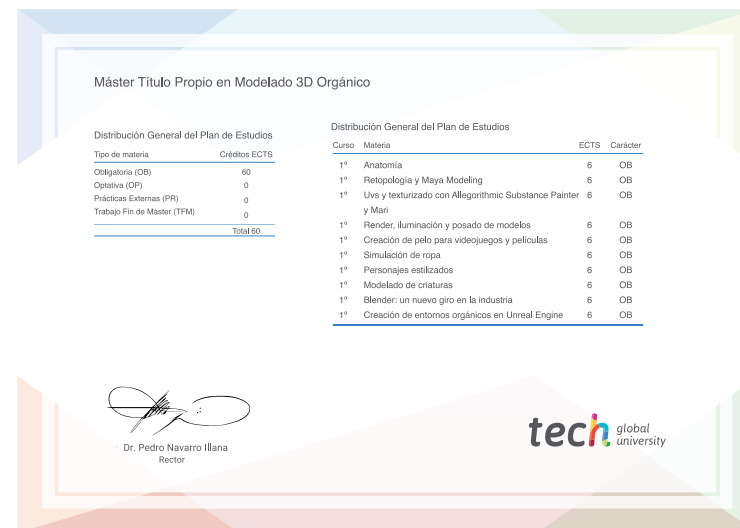 Máster Título Propio en Modelado 3D Orgánico
Distribución General del Plan de Estudios
Tipo de materia Créditos ECTS
Obligatoria (OB) 60
Optativa (OP) 0
Prácticas Externas (PR) 0
Trabajo Fin de Máster (TFM) 0
Total 60
Distribución General del Plan de Estudios
Curso Materia ECTS Carácter
1º Anatomía 6 OB
1º Retopología y Maya Modeling 6 OB
1º Uvs y texturizado con Allegorithmic Substance Painter 6 OB
y Mari
1º Render, iluminación y posado de modelos 6 OB
1º Creación de pelo para videojuegos y películas 6 OB
1º Simulación de ropa 6 OB
1º Personajes estilizados 6 OB
1º Modelado de criaturas 6 OB
1º Blender: un nuevo giro en la industria 6 OB
1º Creación de entornos orgánicos en Unreal Engine 6 OB
Dr. Pedro Navarro Illana
Rector
tech global
university